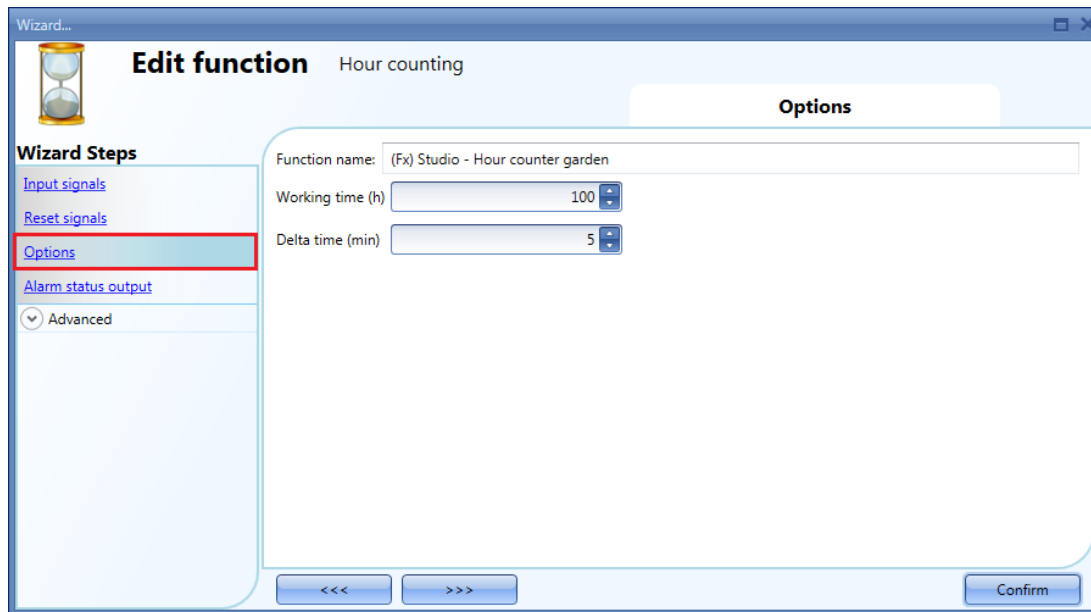 Wizard...
Edit function Hour counting
Options
Wizard Steps
Input signals
Reset signals
Options
Alarm status output
Advanced
Function name: (Fx) Studio - Hour counter garden
Working time (h) 100
Delta time (min) 5
<<< >>> Confirm